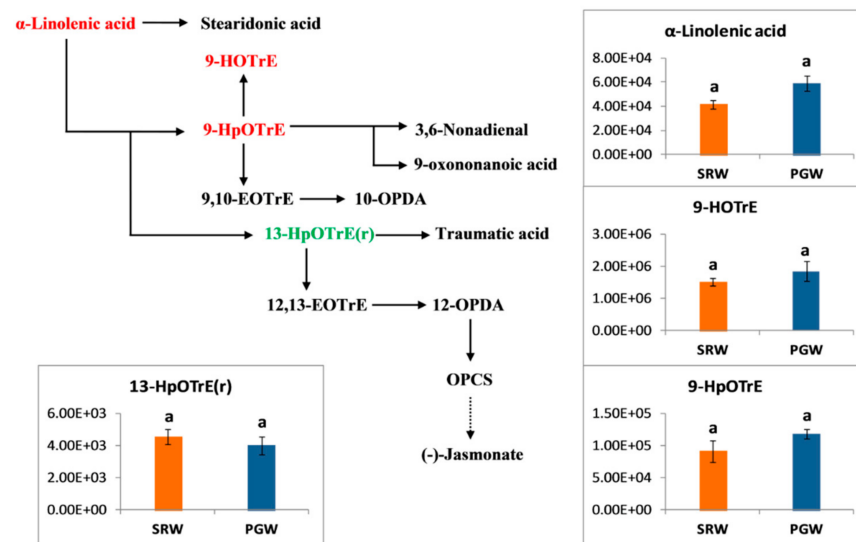 α-Linolenic acid
Stearidonic acid
9-HOTrE
9-HpOTrE
3,6-Nonadienal
9-oxononanoic acid
9,10-EOTrE
10-OPDA
13-HpOTrE(r)
Traumatic acid
12,13-EOTrE
12-OPDA
OPCS
(-)-Jasmonate
α-Linolenic acid
8.00E+04
6.00E+04
4.00E+04
2.00E+04
0.00E+00
a
a
SRW
PGW
9-HOTrE
3.00E+06
2.00E+06
1.00E+06
0.00E+00
a
a
SRW
PGW
13-HpOTrE(r)
6.00E+03
4.00E+03
2.00E+03
0.00E+00
a
a
SRW
PGW
9-HpOTrE
1.50E+05
1.00E+05
5.00E+04
0.00E+00
a
a
SRW
PGW